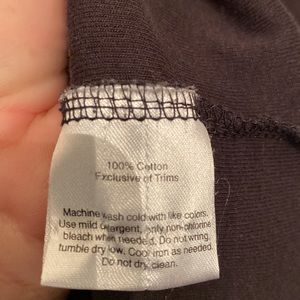 100% Cotton
Exclusive of Trims
Machine wash cold with like colors.
Use mild detergent, only non-chlorine
bleach when needed. Do not wring,
tumble dry low. Cool iron as needed.
Do not dry clean.